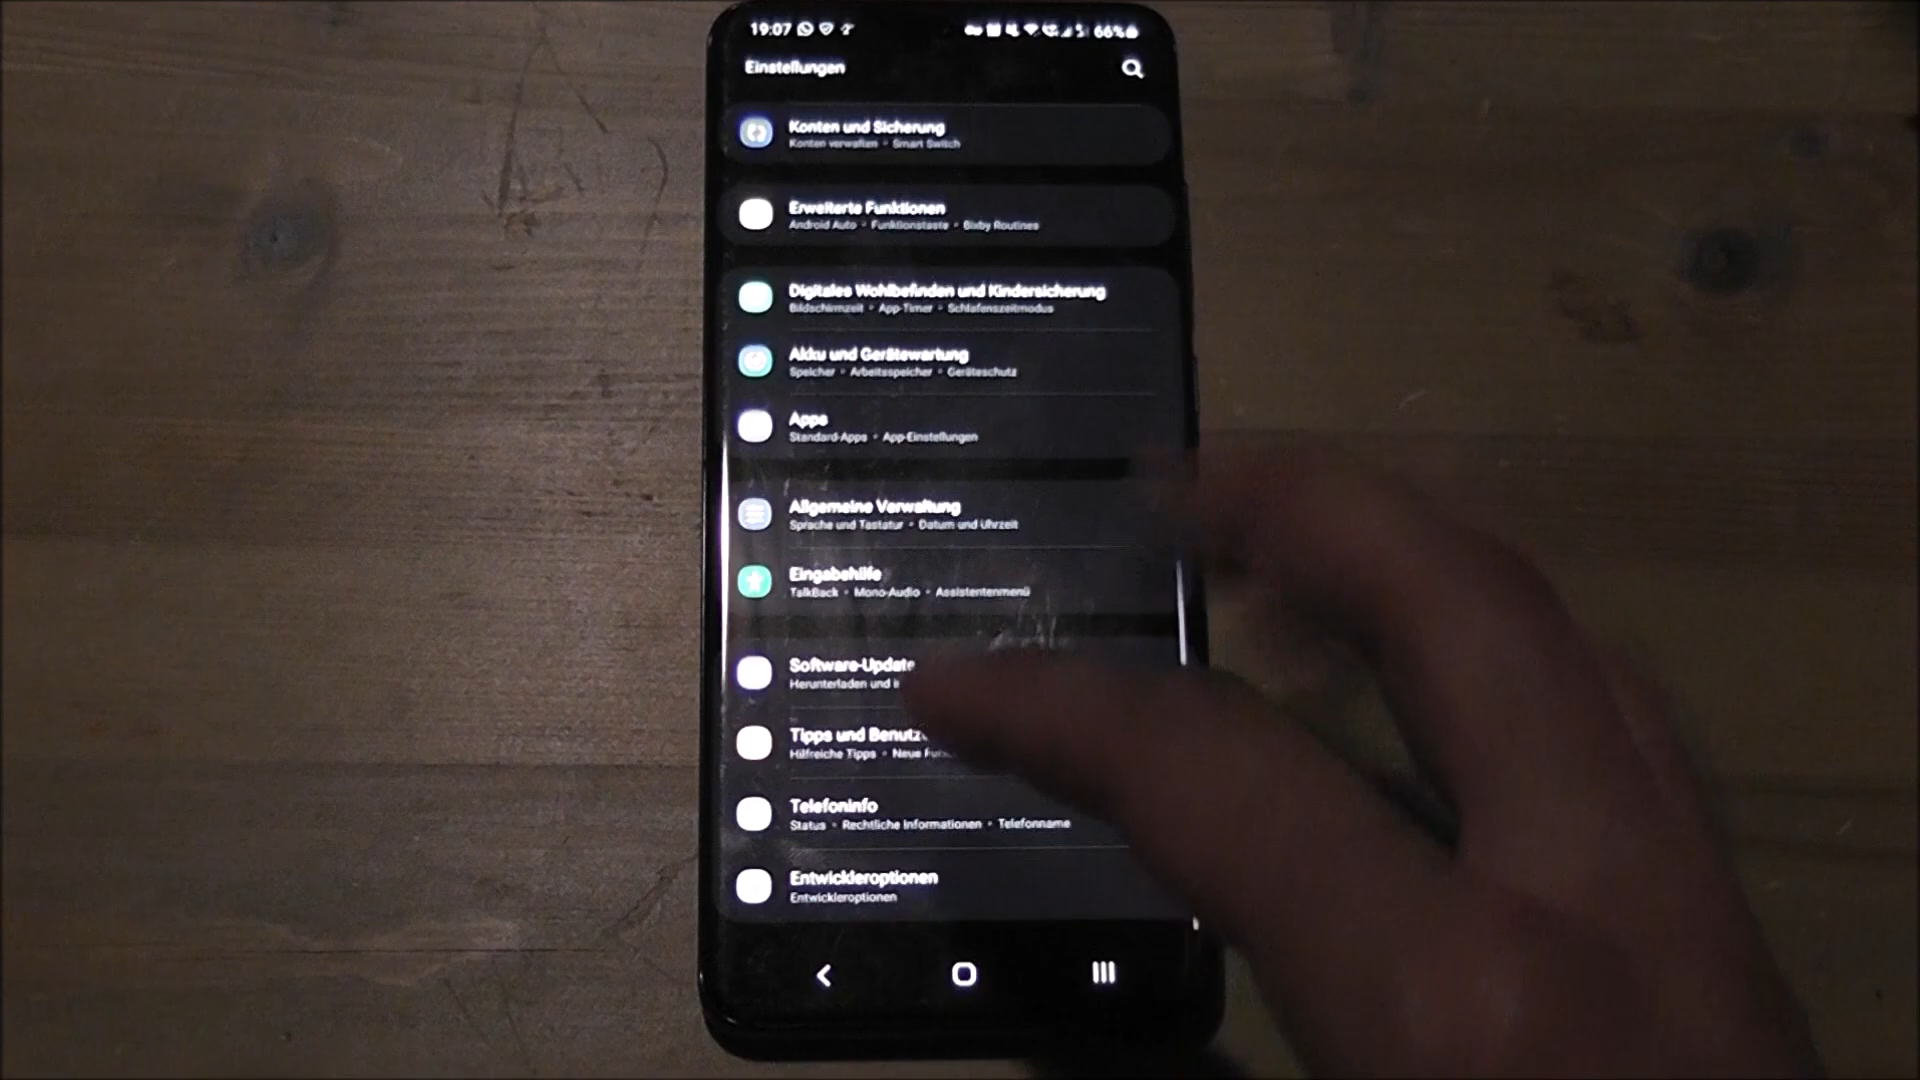 19:07 66%
Einstellungen
Konten und Sicherung
Konten verwalten • Smart Switch
Erweiterte Funktionen
Android Auto • Funktionstaste • Bixby Routines
Digitales Wohlbefinden und Kindersicherung
Bildschirmzeit • App-Timer • Schlafenszeitmodus
Akku und Gerätewartung
Speicher • Arbeitsspeicher • Geräteschutz
Apps
Standard-Apps • App-Einstellungen
Allgemeine Verwaltung
Sprache und Tastatur • Datum und Uhrzeit
Eingabehilfe
TalkBack • Mono-Audio • Assistentenmenü
Software-Update
Herunterladen und
Tipps und
Hilfreiche Tipps • Neue
Telefoninfo
Status • Rechtliche Informationen • Telefonname
Entwickleroptionen
Entwickleroptionen